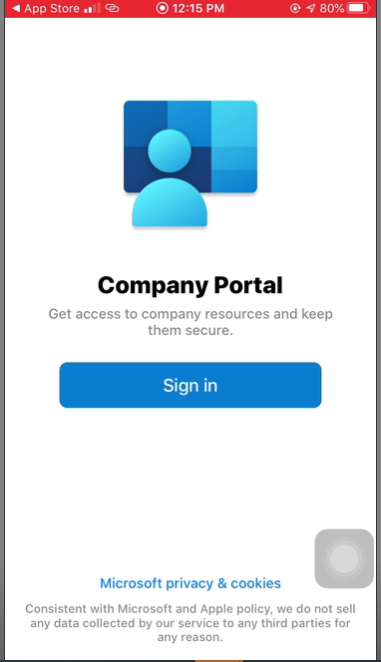 ◀ App Store 12:15 PM 80%
Company Portal
Get access to company resources and keep
them secure.
Sign in
Microsoft privacy & cookies
Consistent with Microsoft and Apple policy, we do not sell
any data collected by our service to any third parties for
any reason.